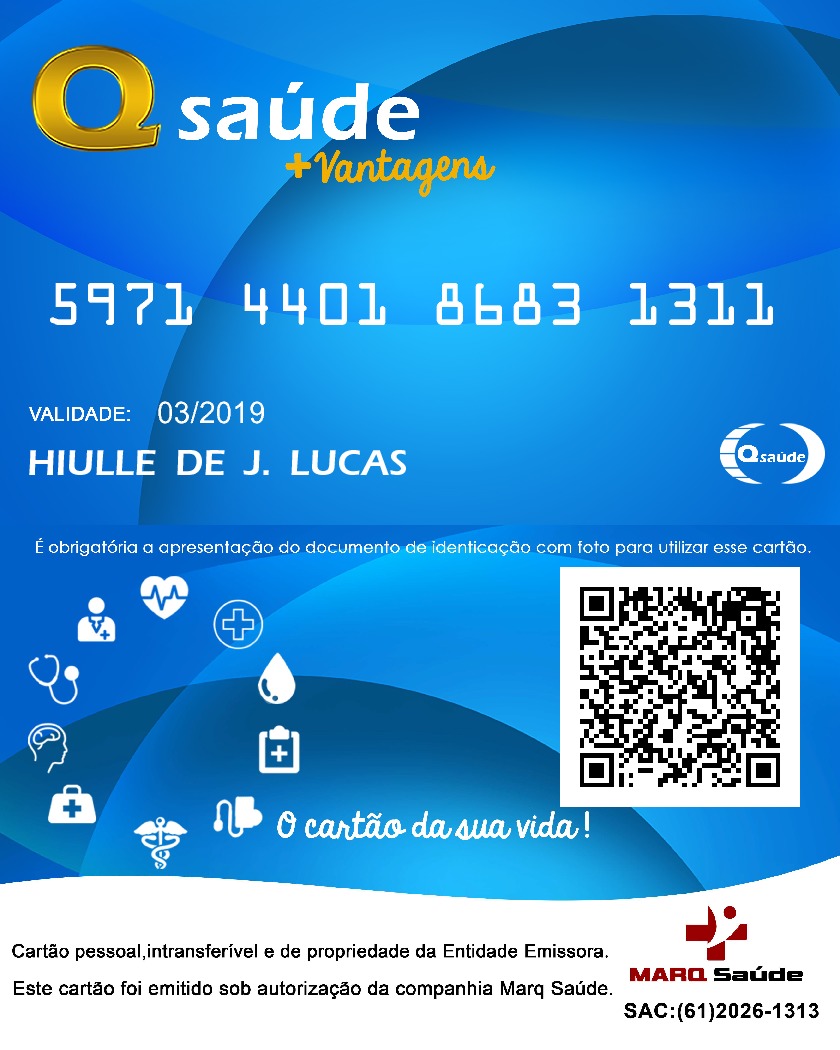 Q saúde
+Vantagens
5971 4401 8683 1311
VALIDADE: 03/2019
HIULLE DE J. LUCAS
Qsaúde
É obrigatória a apresentação do documento de identicação com foto para utilizar esse cartão.
O cartão da sua vida!
Cartão pessoal,intransferível e de propriedade da Entidade Emissora.
MARQ Saúde
Este cartão foi emitido sob autorização da companhia Marq Saúde.
SAC:(61)2026-1313